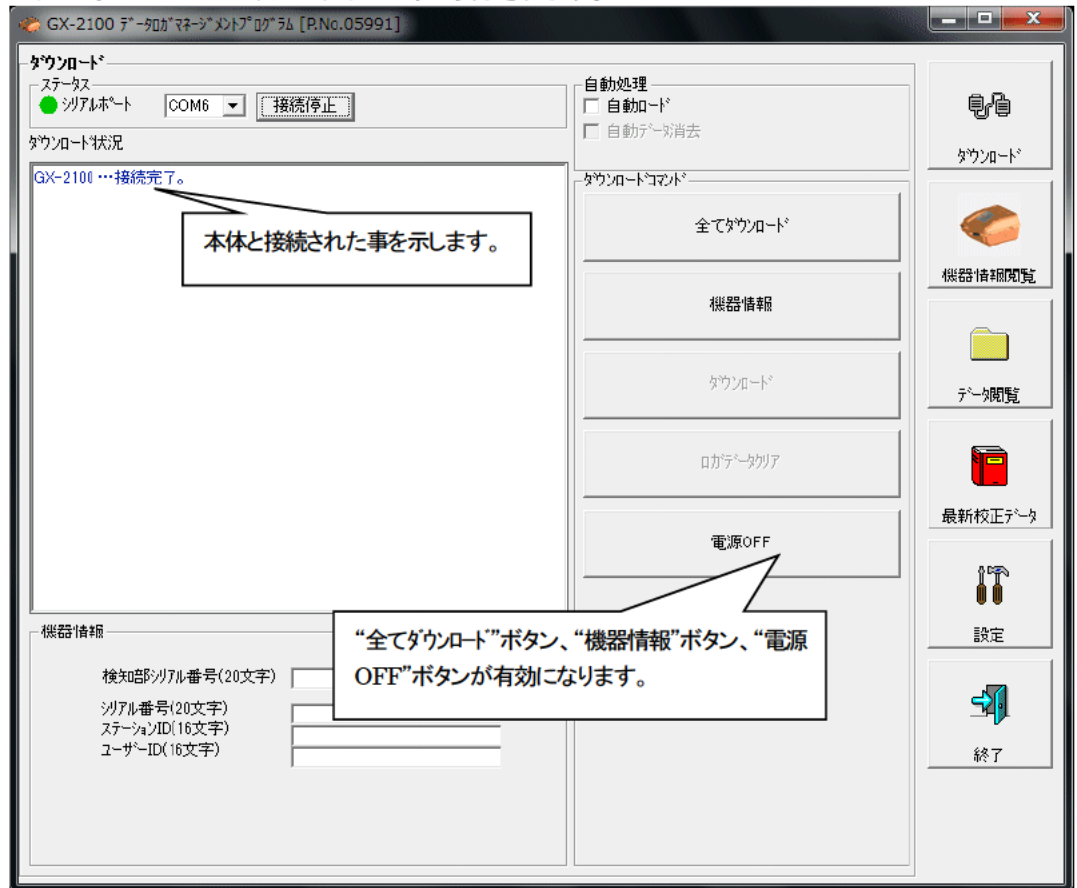 GX-2100 ﾃﾞｰﾀﾛｶﾞﾏﾈｰｼﾞﾒﾝﾄﾌﾟﾛｸﾞﾗﾑ [P.No.05991]
ﾀﾞｳﾝﾛｰﾄﾞ
ｽﾃｰﾀｽ
ｼﾘｱﾙﾎﾟｰﾄ COM6 接続停止
自動処理
自動ﾛｰﾄﾞ
自動ﾃﾞｰﾀ消去
ﾀﾞｳﾝﾛｰﾄﾞ状況
GX-2100 …接続完了。
本体と接続された事を示します。
ﾀﾞｳﾝﾛｰﾄﾞｺﾏﾝﾄﾞ
全てﾀﾞｳﾝﾛｰﾄﾞ
機器情報
ﾀﾞｳﾝﾛｰﾄﾞ
ﾛｶﾞﾃﾞｰﾀｸﾘｱ
電源OFF
“全てﾀﾞｳﾝﾛｰﾄﾞ”ボタン、“機器情報”ボタン、“電源
OFF”ボタンが有効になります。
機器情報
検知部ｼﾘｱﾙ番号(20文字)
ｼﾘｱﾙ番号(20文字)
ｽﾃｰｼｮﾝID(16文字)
ﾕｰｻﾞｰID(16文字)
ﾀﾞｳﾝﾛｰﾄﾞ
機器情報閲覧
ﾃﾞｰﾀ閲覧
最新校正ﾃﾞｰﾀ
設定
終了